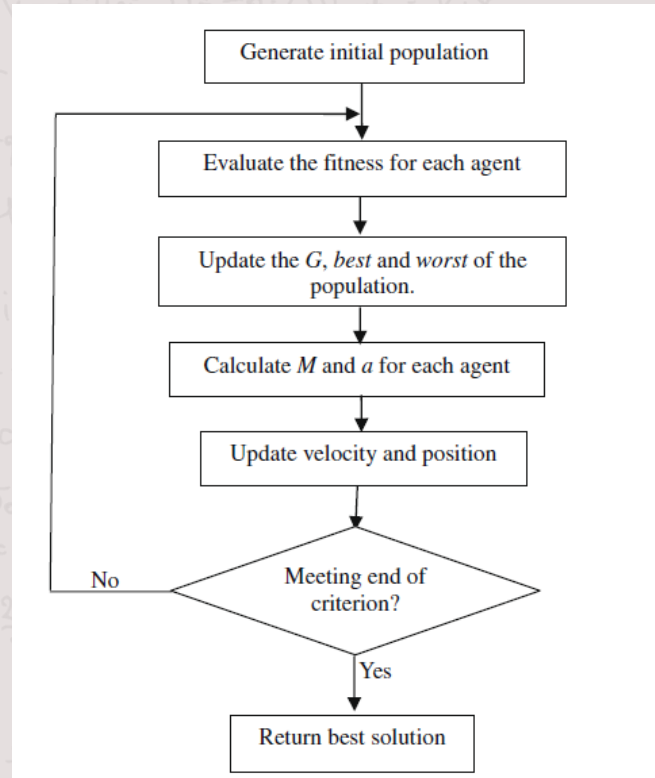 Generate initial population
Evaluate the fitness for each agent
Update the G, best and worst of the
population.
Calculate M and a for each agent
Update velocity and position
Meeting end of
criterion?
No
Yes
Return best solution